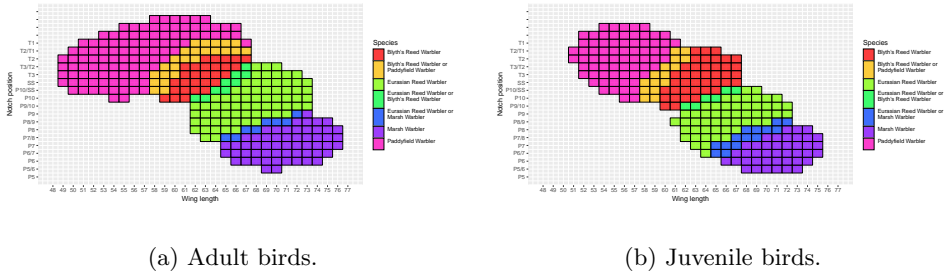 Notch position
T1
T2/T1
T2
T3/T2
T3
SS
P10/SS
P10
P9/10
P9
P8/9
P8
P7/8
P7
P6/7
P6
P5/6
P5
48 49 50 51 52 53 54 55 56 57 58 59 60 61 62 63 65 66 67 68 69 70 71 72 73 74 75 77
Wing length
Species
Blyth's Reed Warbler
Blyth's Reed Warbler or
Paddyfield Warbler
Eurasian Reed Warbler
Eurasian Reed Warbler or
Blyth's Reed Warbler
Eurasian Reed Warbler or
Marsh Warbler
Marsh Warbler
Paddyfield Warbler
(a) Adult birds.
Notch position
T1
T2/T1
T2
T3/T2
T3
SS
P10/SS
P10
P9/10
P9
P8/9
P8
P7/8
P7
P6/7
P6
P5/6
P5
48 49 50 51 52 53 54 55 56 57 58 59 60 61 62 63 65 66 67 68 69 70 71 72 73 74 75 77
Wing length
Species
Blyth's Reed Warbler
Blyth's Reed Warbler or
Paddyfield Warbler
Eurasian Reed Warbler
Eurasian Reed Warbler or
Blyth's Reed Warbler
Eurasian Reed Warbler or
Marsh Warbler
Marsh Warbler
Paddyfield Warbler
(b) Juvenile birds.